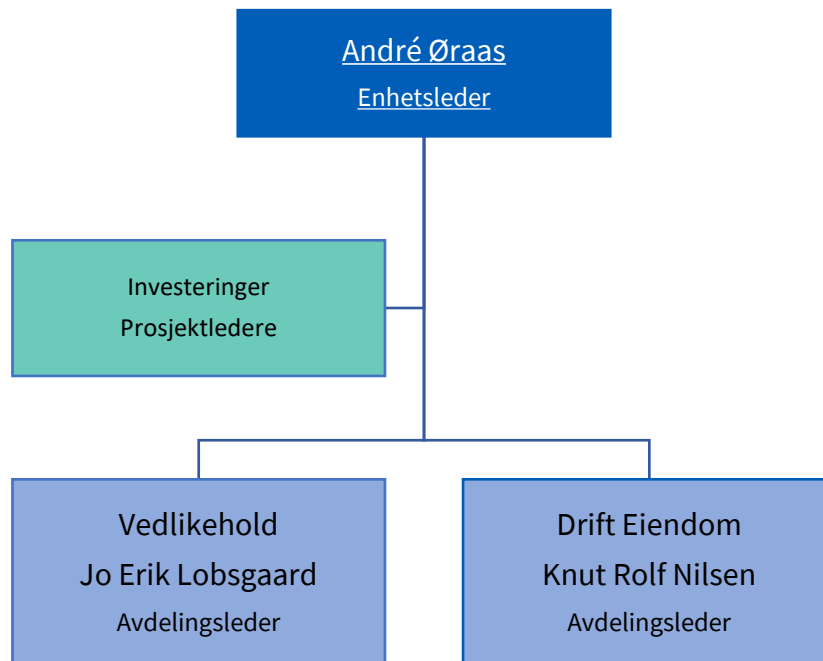 André Øraas
Enhetsleder
Investeringer
Prosjektledere
Vedlikehold
Jo Erik Lobsgaard
Avdelingsleder
Drift Eiendom
Knut Rolf Nilsen
Avdelingsleder